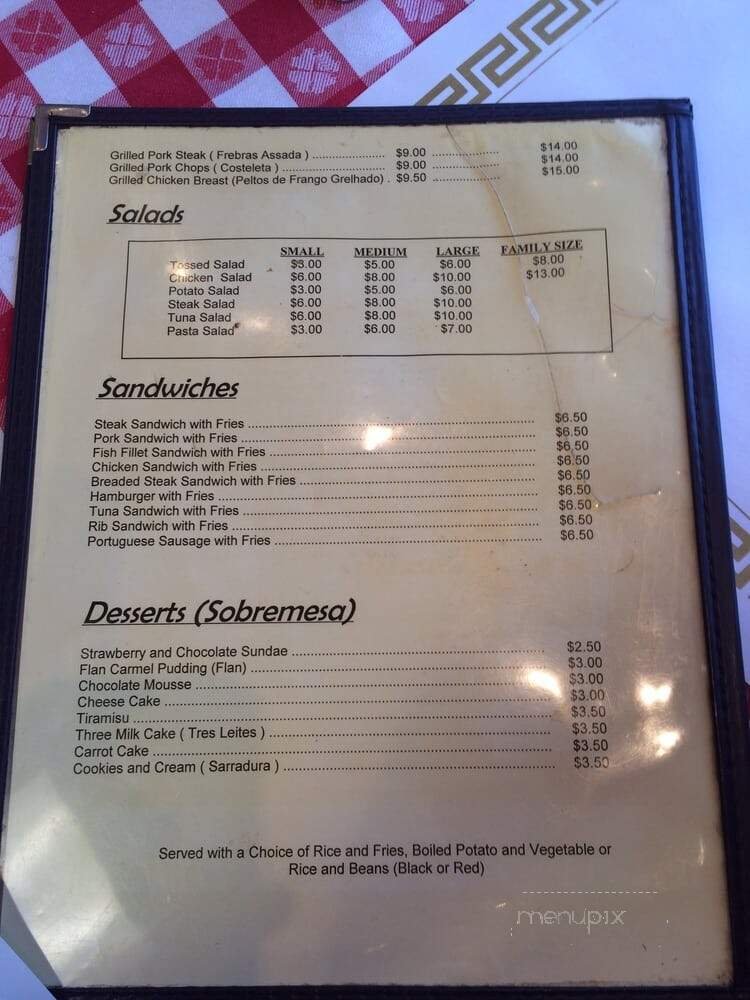 Grilled Pork Steak ( Frebras Assada ) ........................ $9.00 ...................... $14.00
Grilled Pork Chops ( Costeleta ) .................................. $9.00 ...................... $14.00
Grilled Chicken Breast (Peltos de Frango Grelhado) . $9.50 ...................... $15.00
Salads
SMALL MEDIUM LARGE FAMILY SIZE
Tossed Salad $3.00 $5.00 $6.00 $8.00
Chicken Salad $6.00 $8.00 $10.00 $13.00
Potato Salad $3.00 $5.00 $6.00
Steak Salad $6.00 $8.00 $10.00
Tuna Salad $6.00 $8.00 $10.00
Pasta Salad $3.00 $6.00 $7.00
Sandwiches
Steak Sandwich with Fries ........................................ $6.50
Pork Sandwich with Fries ........................................ $6.50
Fish Fillet Sandwich with Fries ........................................ $6.50
Chicken Sandwich with Fries ........................................ $6.50
Breaded Steak Sandwich with Fries ........................................ $6.50
Hamburger with Fries ........................................ $6.50
Tuna Sandwich with Fries ........................................ $6.50
Rib Sandwich with Fries ........................................ $6.50
Portuguese Sausage with Fries ........................................ $6.50
Desserts (Sobremesa)
Strawberry and Chocolate Sundae ........................................ $2.50
Flan Carmel Pudding (Flan) ........................................ $3.00
Chocolate Mousse ........................................ $3.00
Cheese Cake ........................................ $3.00
Tiramisu ........................................ $3.50
Three Milk Cake ( Tres Leites ) ........................................ $3.50
Carrot Cake ........................................ $3.50
Cookies and Cream ( Sarradura ) ........................................ $3.50
Served with a Choice of Rice and Fries, Boiled Potato and Vegetable or
Rice and Beans (Black or Red)
menupix